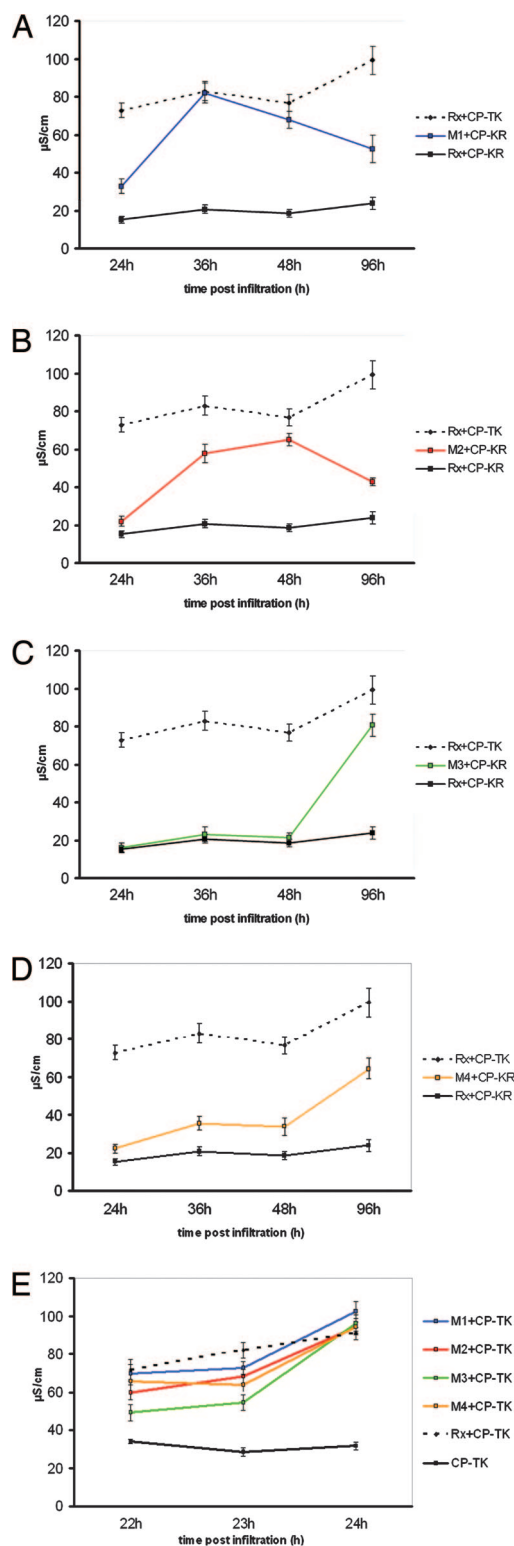 A
µS/cm
120
100
80
60
40
20
0
24h 36h 48h 96h
time post infiltration (h)
Rx+CP-TK
M1+CP-KR
Rx+CP-KR
B
µS/cm
120
100
80
60
40
20
0
24h 36h 48h 96h
time post infiltration (h)
Rx+CP-TK
M2+CP-KR
Rx+CP-KR
C
µS/cm
120
100
80
60
40
20
0
24h 36h 48h 96h
time post infiltration (h)
Rx+CP-TK
M3+CP-KR
Rx+CP-KR
D
µS/cm
120
100
80
60
40
20
0
24h 36h 48h 96h
time post infiltration (h)
Rx+CP-TK
M4+CP-KR
Rx+CP-KR
E
µS/cm
120
100
80
60
40
20
0
22h 23h 24h
time post infiltration (h)
M1+CP-TK
M2+CP-TK
M3+CP-TK
M4+CP-TK
Rx+CP-TK
CP-TK